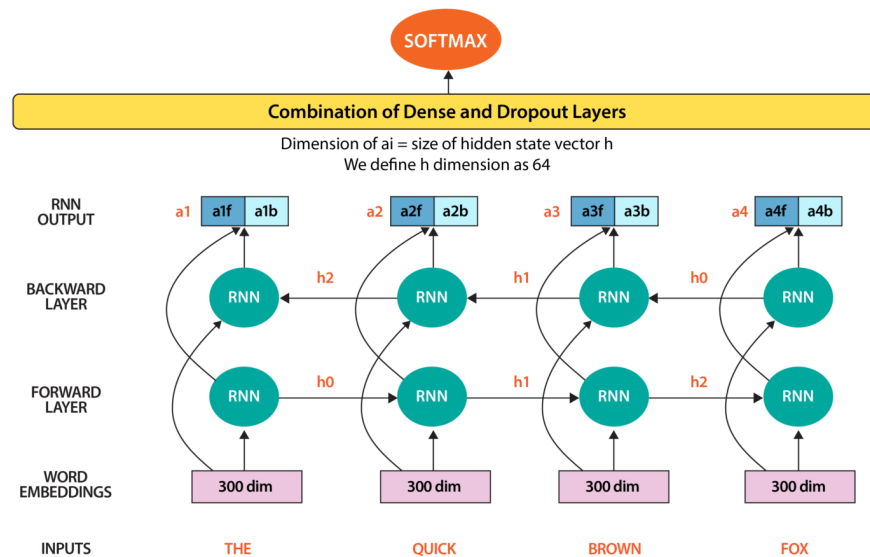 SOFTMAX
Combination of Dense and Dropout Layers
Dimension of ai = size of hidden state vector h
We define h dimension as 64
RNN
OUTPUT
a1 a1f a1b a2 a2f a2b a3 a3f a3b a4 a4f a4b
BACKWARD
LAYER
RNN h2 RNN h1 RNN h0 RNN
FORWARD
LAYER
RNN h0 RNN h1 RNN h2 RNN
WORD
EMBEDDINGS
300 dim 300 dim 300 dim 300 dim
INPUTS THE QUICK BROWN FOX